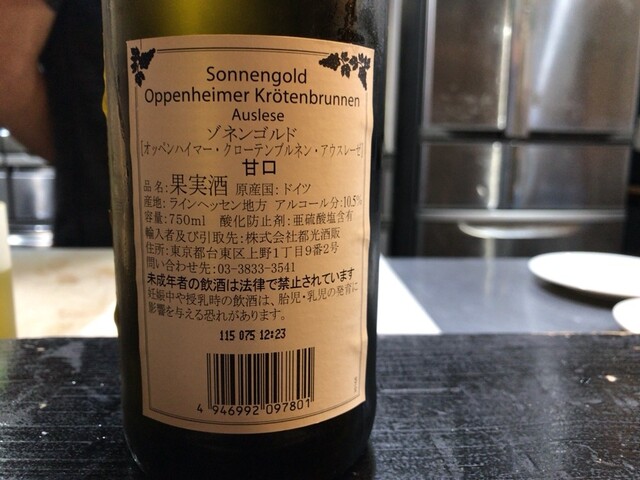 Sonnengold
Oppenheimer Krötenbrunnen
Auslese
ゾネンゴルド
[オッペンハイマー・クローテンブルネン・アウスレーゼ]
甘口
品名:果実酒 原産国:ドイツ
産地:ラインヘッセン地方 アルコール分:10.5%
容量:750ml 酸化防止剤:亜硫酸塩含有
輸入者及び引取先:株式会社都光酒販
住所:東京都台東区上野1丁目9番2号
問い合わせ先:03-3833-3541
未成年者の飲酒は法律で禁止されています
妊娠中や授乳時の飲酒は、胎児・乳児の発育に
影響を与える恐れがあります。
115 075 12:23
4 946992 097801